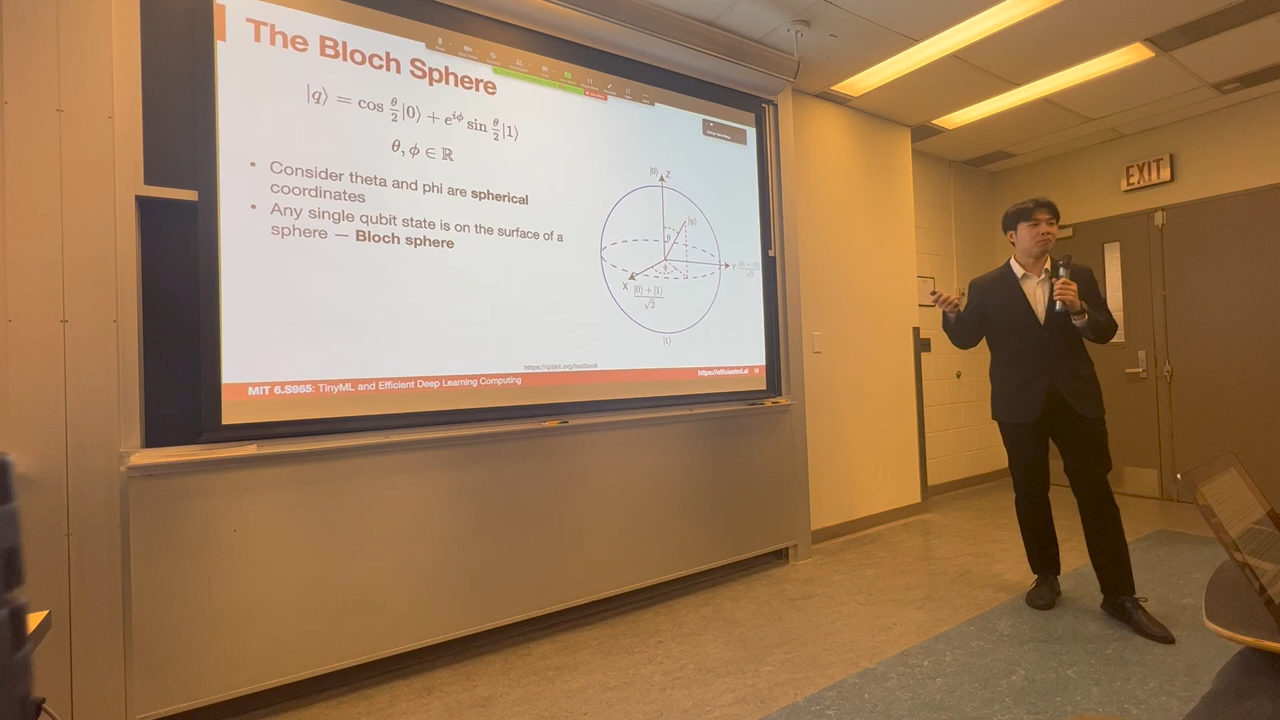 The Bloch Sphere
|q⟩ = cos θ/2 |0⟩ + e^{iϕ} sin θ/2 |1⟩
θ, ϕ ∈ ℝ
• Consider theta and phi are spherical
coordinates
• Any single qubit state is on the surface of a
sphere — Bloch sphere
|0⟩ Z
|ψ⟩
θ
ϕ
Y
X
|0⟩ + |1⟩
√2
|1⟩
https://qiskit.org/textbook
MIT 6.S965: TinyML and Efficient Deep Learning Computing
https://efficientml.ai
EXIT